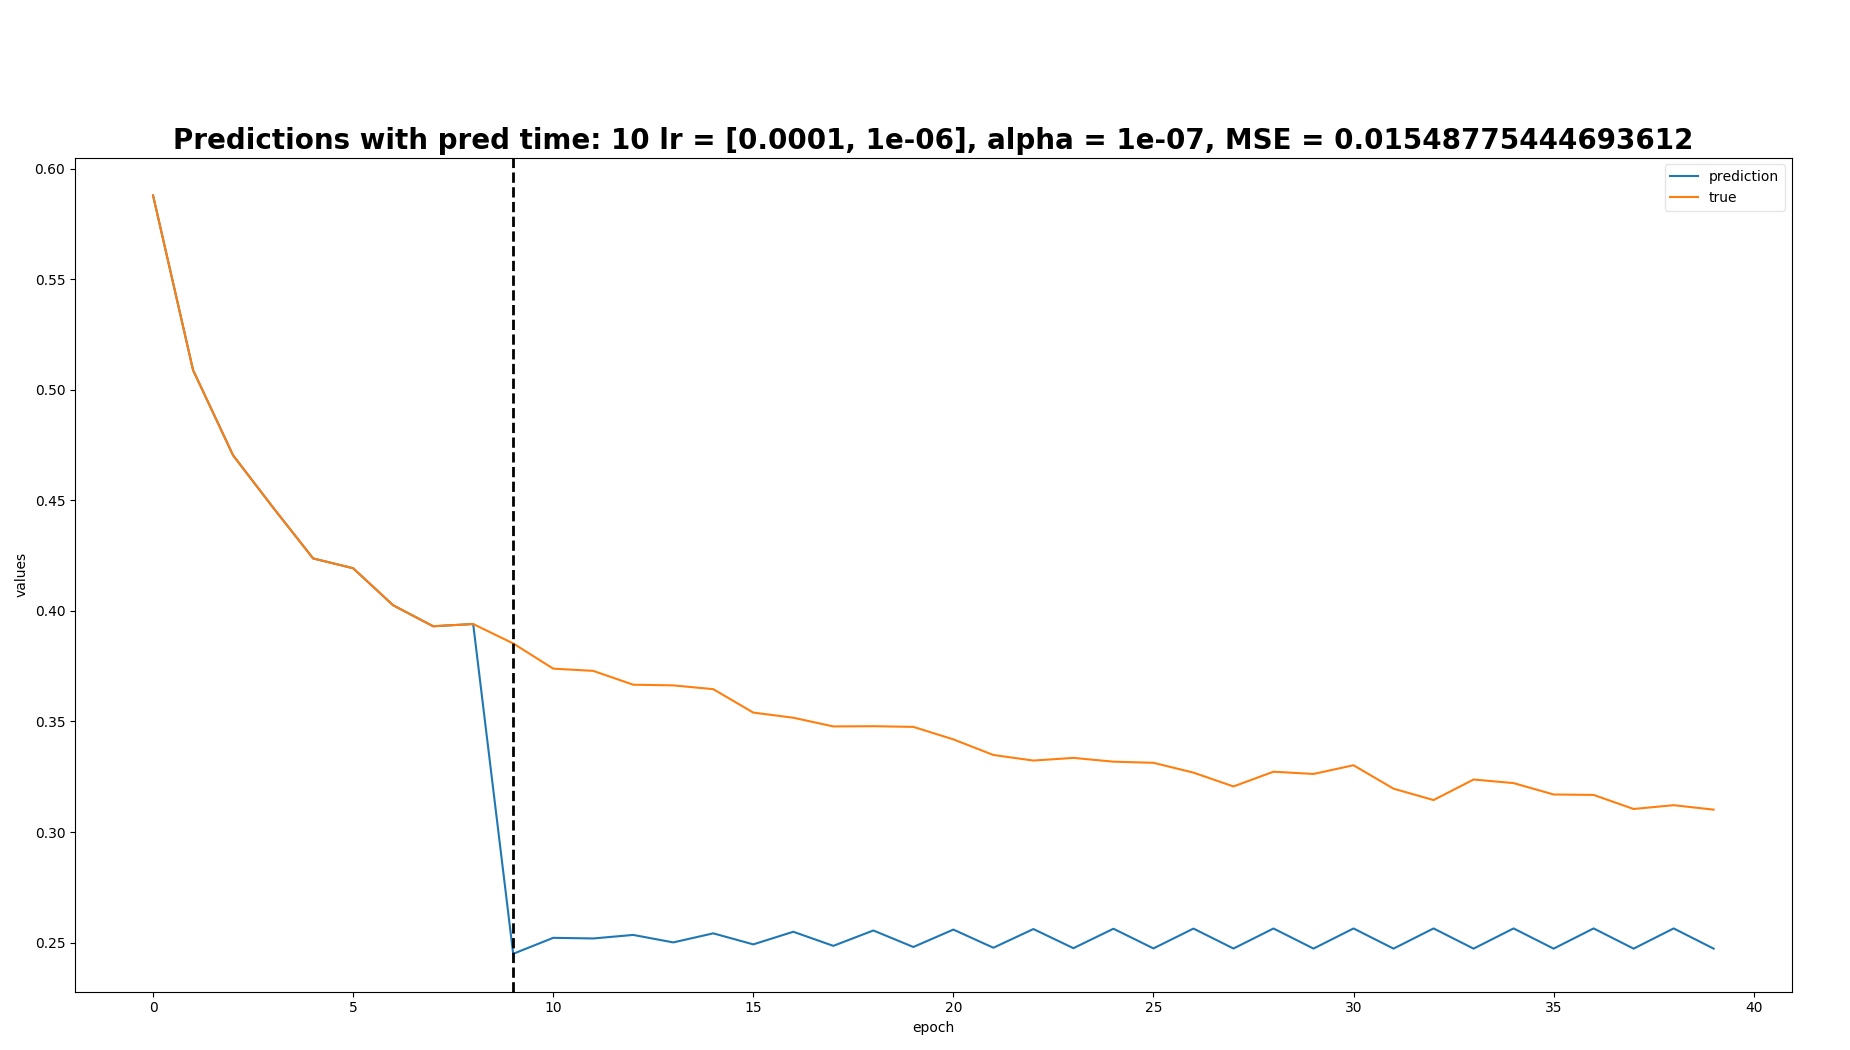 Predictions with pred time: 10 lr = [0.0001, 1e-06], alpha = 1e-07, MSE = 0.01548775444693612
prediction
true
0.60
0.55
0.50
0.45
0.40
0.35
0.30
0.25
values
0 5 10 15 20 25 30 35 40
epoch